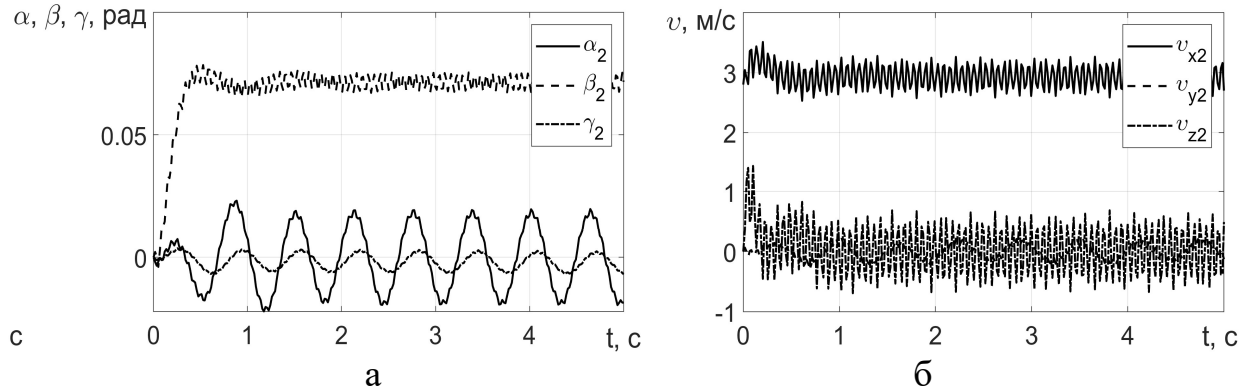 α, β, γ, рад
0.05
0
α2
β2
γ2
с
0 1 2 3 4 t, с
а
υ, м/с
4
3
2
1
0
-1
υx2
υy2
υz2
0 1 2 3 4 t, с
б